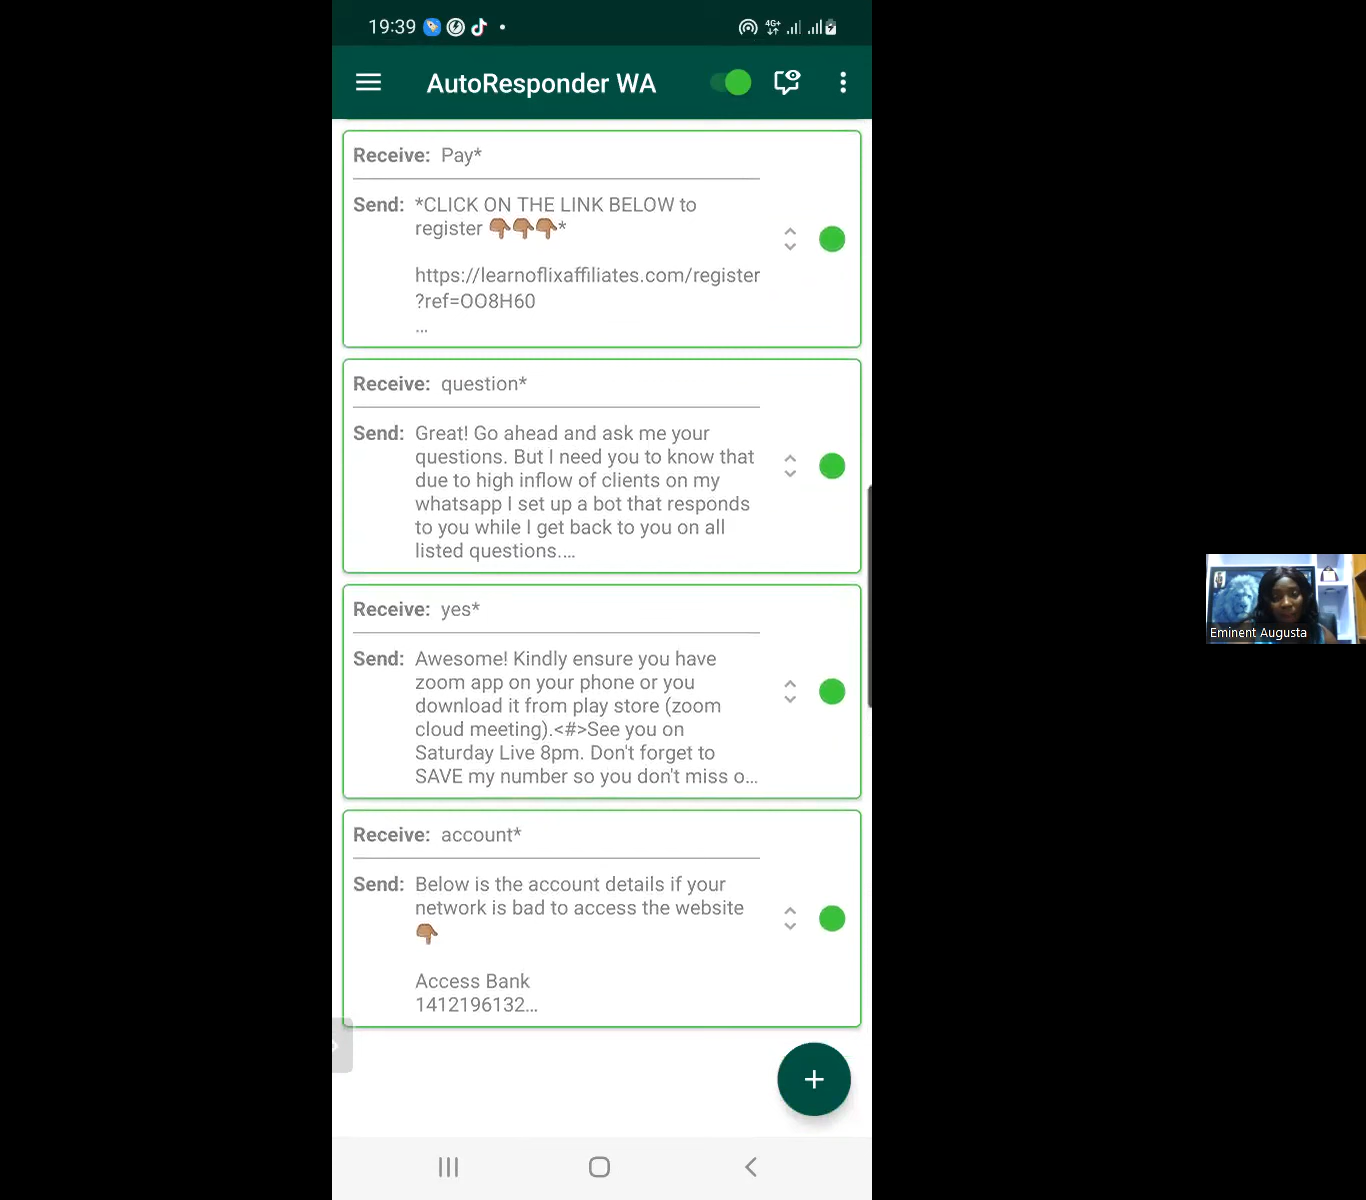 19:39
4G+
AutoResponder WA
Receive: Pay*
Send: *CLICK ON THE LINK BELOW to
register 👇🏽👇🏽👇🏽*
https://learnoflixaffiliates.com/register
?ref=OO8H60
...
Receive: question*
Send: Great! Go ahead and ask me your
questions. But I need you to know that
due to high inflow of clients on my
whatsapp I set up a bot that responds
to you while I get back to you on all
listed questions....
Receive: yes*
Send: Awesome! Kindly ensure you have
zoom app on your phone or you
download it from play store (zoom
cloud meeting).<#>See you on
Saturday Live 8pm. Don't forget to
SAVE my number so you don't miss o...
Receive: account*
Send: Below is the account details if your
network is bad to access the website
👇🏽
Access Bank
1412196132...
Eminent Augusta